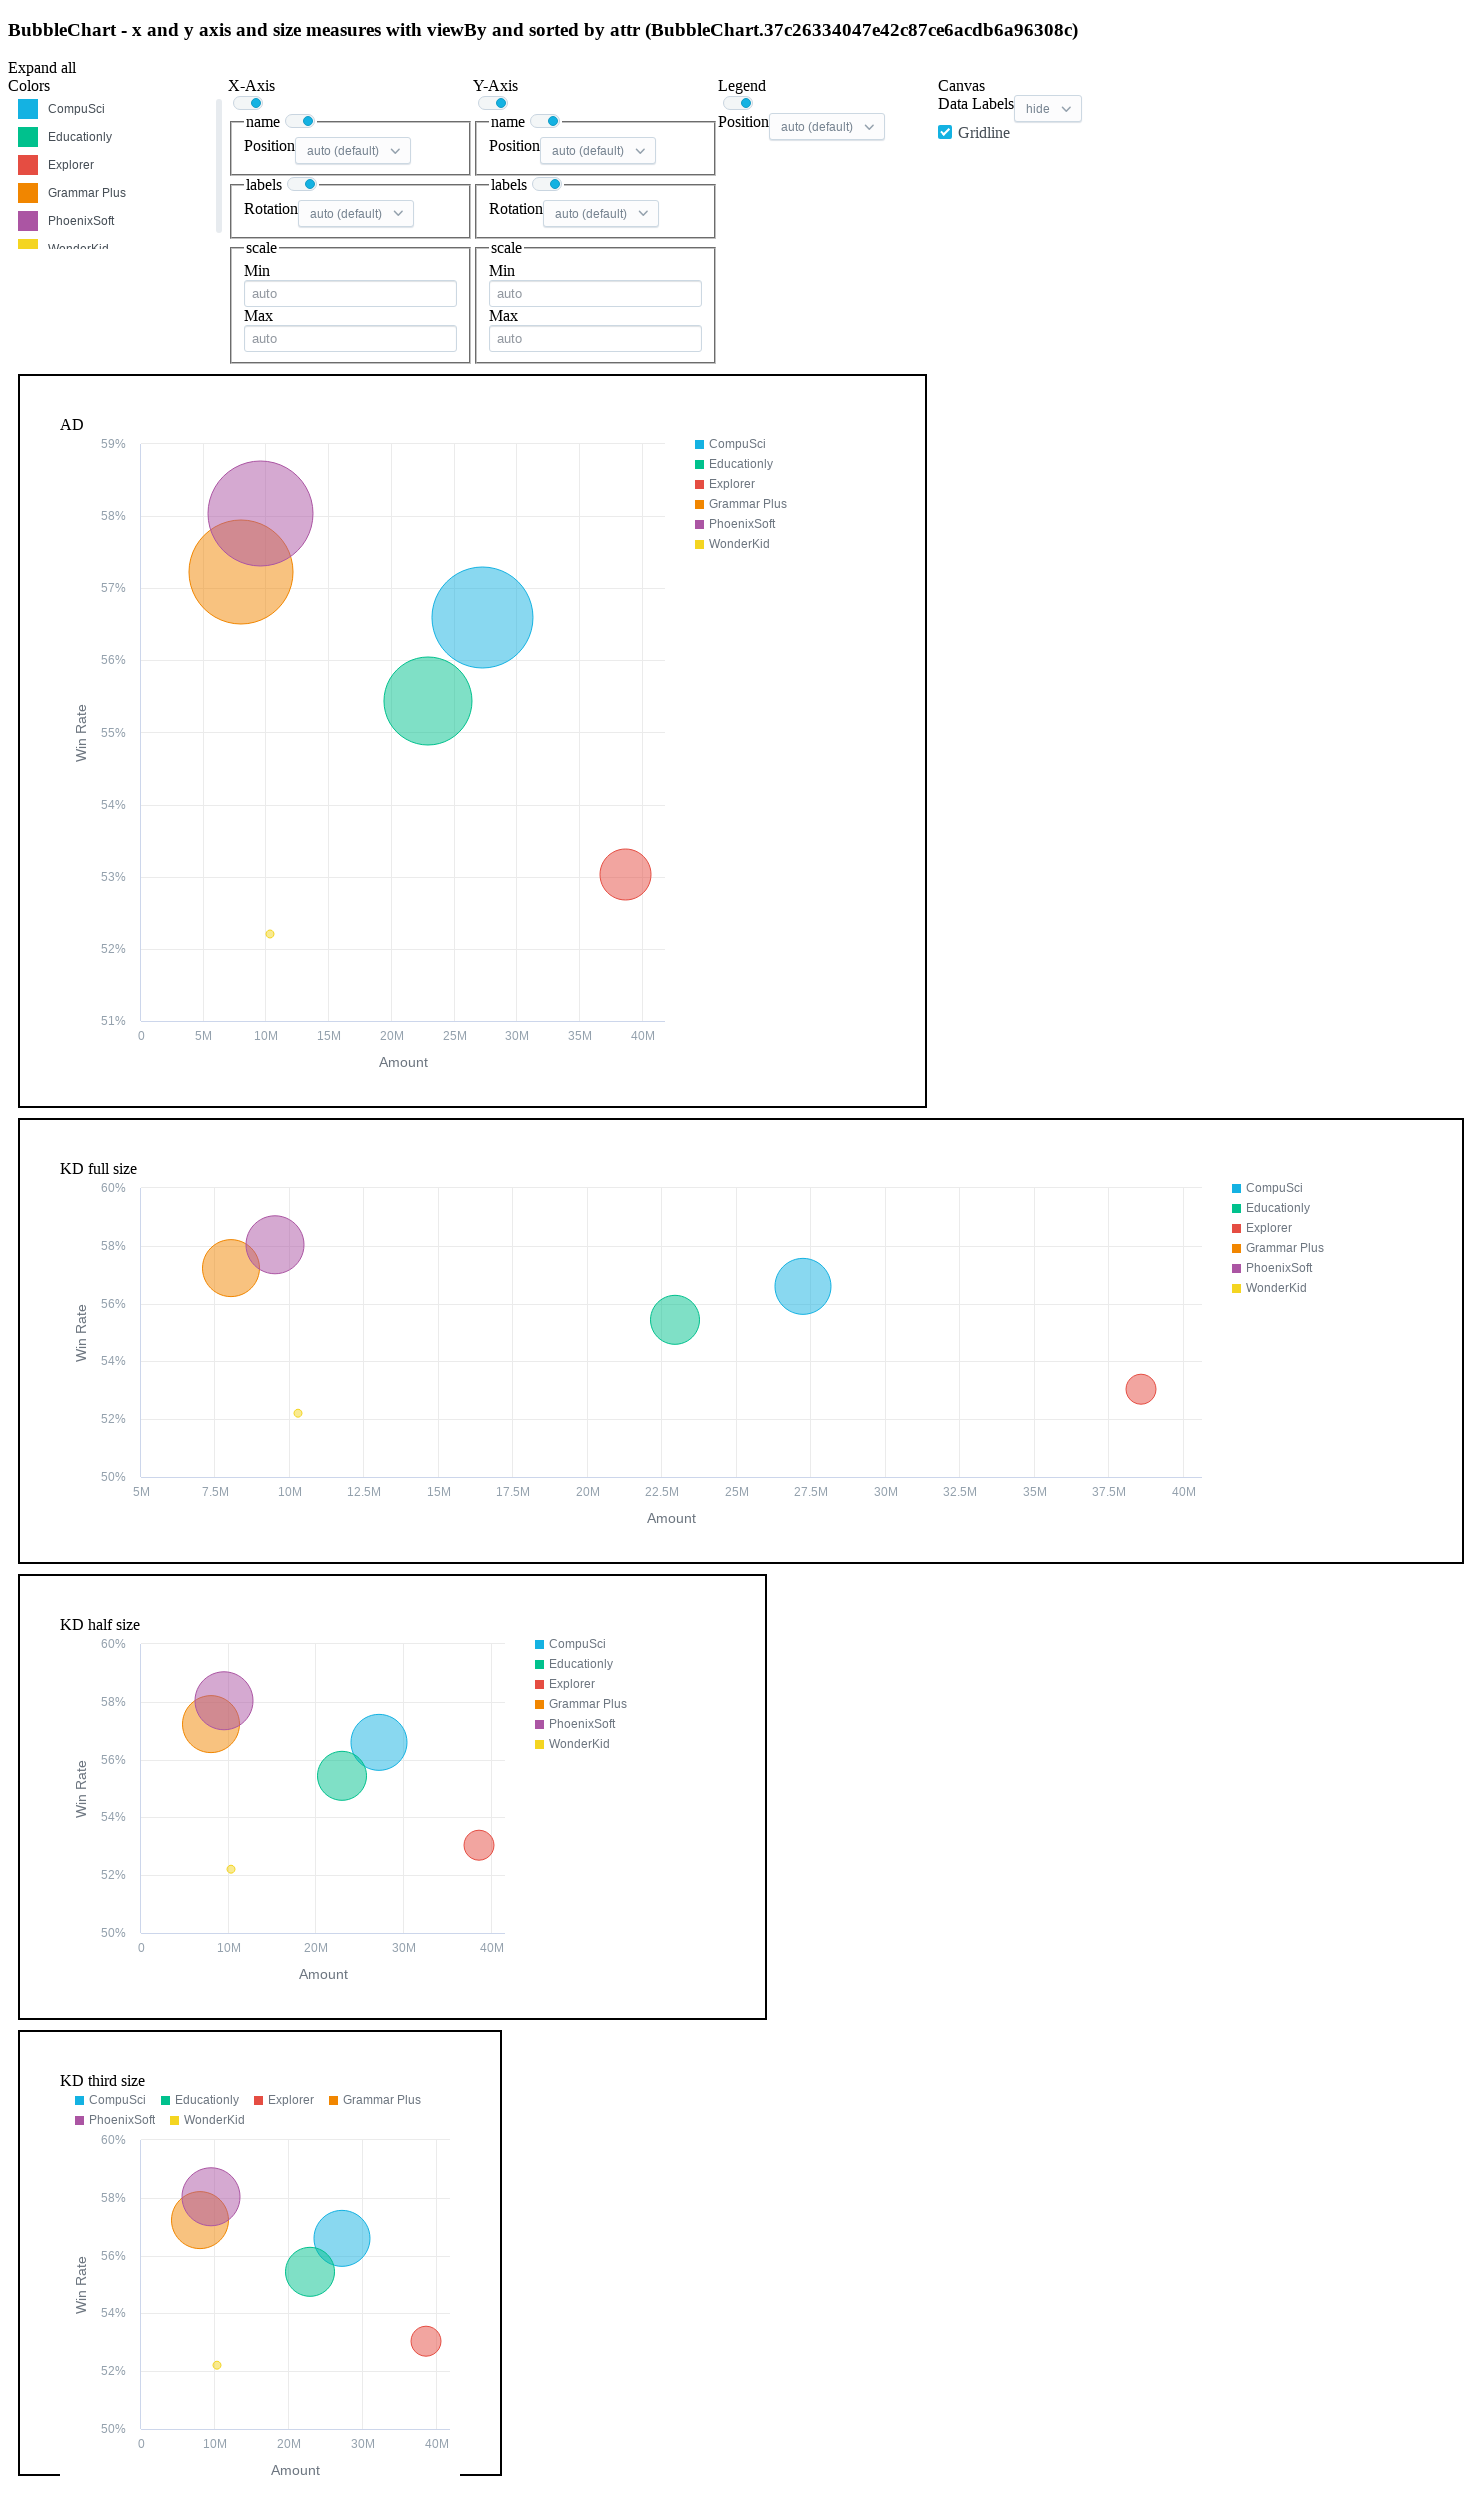 BubbleChart - x and y axis and size measures with viewBy and sorted by attr (BubbleChart.37c26334047e42c87ce6acdb6a96308c)
Expand all
Colors
CompuSci
Educationly
Explorer
Grammar Plus
PhoenixSoft
WonderKid
X-Axis
name
Position auto (default)
labels
Rotation auto (default)
scale
Min
auto
Max
auto
Y-Axis
name
Position auto (default)
labels
Rotation auto (default)
scale
Min
auto
Max
auto
Legend
Position auto (default)
Canvas
Data Labels hide
Gridline
AD
59%
58%
57%
56%
55%
54%
53%
52%
51%
Win Rate
0 5M 10M 15M 20M 25M 30M 35M 40M
Amount
CompuSci
Educationly
Explorer
Grammar Plus
PhoenixSoft
WonderKid
KD full size
60%
58%
56%
54%
52%
50%
Win Rate
5M 7.5M 10M 12.5M 15M 17.5M 20M 22.5M 25M 27.5M 30M 32.5M 35M 37.5M 40M
Amount
CompuSci
Educationly
Explorer
Grammar Plus
PhoenixSoft
WonderKid
KD half size
60%
58%
56%
54%
52%
50%
Win Rate
0 10M 20M 30M 40M
Amount
CompuSci
Educationly
Explorer
Grammar Plus
PhoenixSoft
WonderKid
KD third size
CompuSci Educationly Explorer Grammar Plus
PhoenixSoft WonderKid
60%
58%
56%
54%
52%
50%
Win Rate
0 10M 20M 30M 40M
Amount